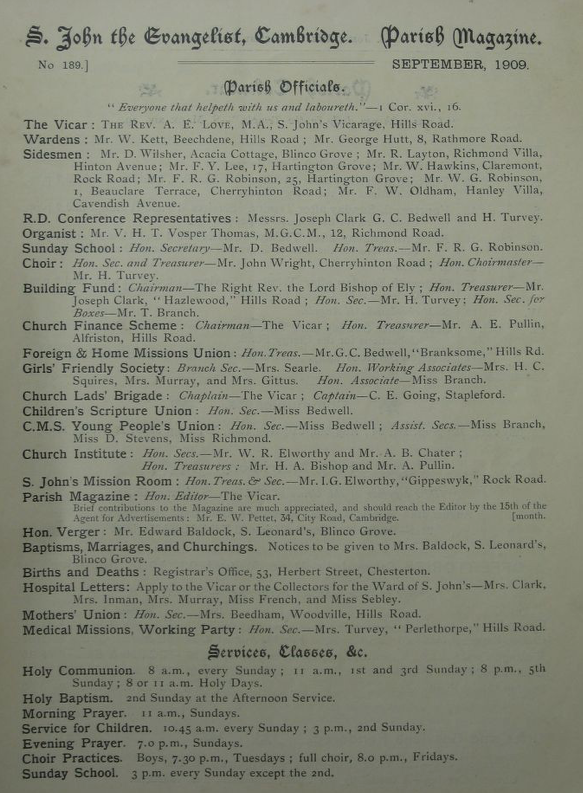 S. John the Evangelist, Cambridge. Parish Magazine.
No 189.] SEPTEMBER, 1909.
Parish Officials.
" Everyone that helpeth with us and laboureth."—1 Cor. xvi., 16.
The Vicar : THE REV. A. E. LOVE, M.A., S. John's Vicarage, Hills Road.
Wardens : Mr. W. Kett, Beechdene, Hills Road ; Mr. George Hutt, 8, Rathmore Road.
Sidesmen : Mr. D. Wilsher, Acacia Cottage, Blinco Grove ; Mr. R. Layton, Richmond Villa,
Hinton Avenue ; Mr. F. Y. Lee, 17, Hartington Grove ; Mr. W. Hawkins, Claremont,
Rock Road ; Mr. F. R. G. Robinson, 25, Hartington Grove ; Mr. W. G. Robinson,
1, Beauclare Terrace, Cherryhinton Road ; Mr. F. W. Oldham, Hanley Villa,
Cavendish Avenue.
R.D. Conference Representatives : Messrs. Joseph Clark G. C. Bedwell and H. Turvey.
Organist : Mr. V. H. T. Vosper Thomas, M.G.C.M., 12, Richmond Road.
Sunday School : Hon. Secretary—Mr. D. Bedwell. Hon. Treas.—Mr. F. R. G. Robinson.
Choir : Hon. Sec. and Treasurer—Mr. John Wright, Cherryhinton Road ; Hon. Choirmaster—
Mr. H. Turvey.
Building Fund : Chairman—The Right Rev. the Lord Bishop of Ely ; Hon. Treasurer—Mr.
Joseph Clark, " Hazlewood," Hills Road ; Hon. Sec.—Mr. H. Turvey ; Hon. Sec. for
Boxes—Mr. T. Branch.
Church Finance Scheme : Chairman—The Vicar ; Hon. Treasurer—Mr. A. E. Pullin,
Alfriston, Hills Road.
Foreign & Home Missions Union : Hon. Treas.—Mr. G.C. Bedwell, "Branksome," Hills Rd.
Girls' Friendly Society : Branch Sec.—Mrs. Searle. Hon. Working Associates—Mrs. H. C.
Squires, Mrs. Murray, and Mrs. Gittus. Hon. Associate—Miss Branch.
Church Lads' Brigade : Chaplain—The Vicar ; Captain—C. E. Going, Stapleford.
Children's Scripture Union : Hon. Sec.—Miss Bedwell.
C.M.S. Young People's Union : Hon. Sec.—Miss Bedwell ; Assist. Secs.—Miss Branch,
Miss D. Stevens, Miss Richmond.
Church Institute : Hon. Secs.—Mr. W. R. Elworthy and Mr. A. B. Chater ;
Hon. Treasurers : Mr. H. A. Bishop and Mr. A. Pullin.
S. John's Mission Room : Hon. Treas. & Sec.—Mr. I.G. Elworthy, "Gippeswyk," Rock Road.
Parish Magazine : Hon. Editor—The Vicar.
Brief contributions to the Magazine are much appreciated, and should reach the Editor by the 15th of the
Agent for Advertisements : Mr. E. W. Pettet, 34, City Road, Cambridge. [month.
Hon. Verger : Mr. Edward Baldock, S. Leonard's, Blinco Grove.
Baptisms, Marriages, and Churchings. Notices to be given to Mrs. Baldock, S. Leonard's,
Blinco Grove.
Births and Deaths : Registrar's Office, 53, Herbert Street, Chesterton.
Hospital Letters : Apply to the Vicar or the Collectors for the Ward of S. John's—Mrs. Clark,
Mrs. Inman, Mrs. Murray, Miss French, and Miss Sebley.
Mothers' Union : Hon. Sec.—Mrs. Beedham, Woodville, Hills Road.
Medical Missions, Working Party : Hon. Sec.—Mrs. Turvey, " Perlethorpe," Hills Road.
Services, Classes, &c.
Holy Communion. 8 a.m., every Sunday ; 11 a.m., 1st and 3rd Sunday ; 8 p.m., 5th
Sunday ; 8 or 11 a.m. Holy Days.
Holy Baptism. 2nd Sunday at the Afternoon Service.
Morning Prayer. 11 a.m., Sundays.
Service for Children. 10.45 a.m. every Sunday ; 3 p.m., 2nd Sunday.
Evening Prayer. 7.0 p.m., Sundays.
Choir Practices. Boys, 7.30 p.m., Tuesdays ; full choir, 8.0 p.m., Fridays.
Sunday School. 3 p.m. every Sunday except the 2nd.